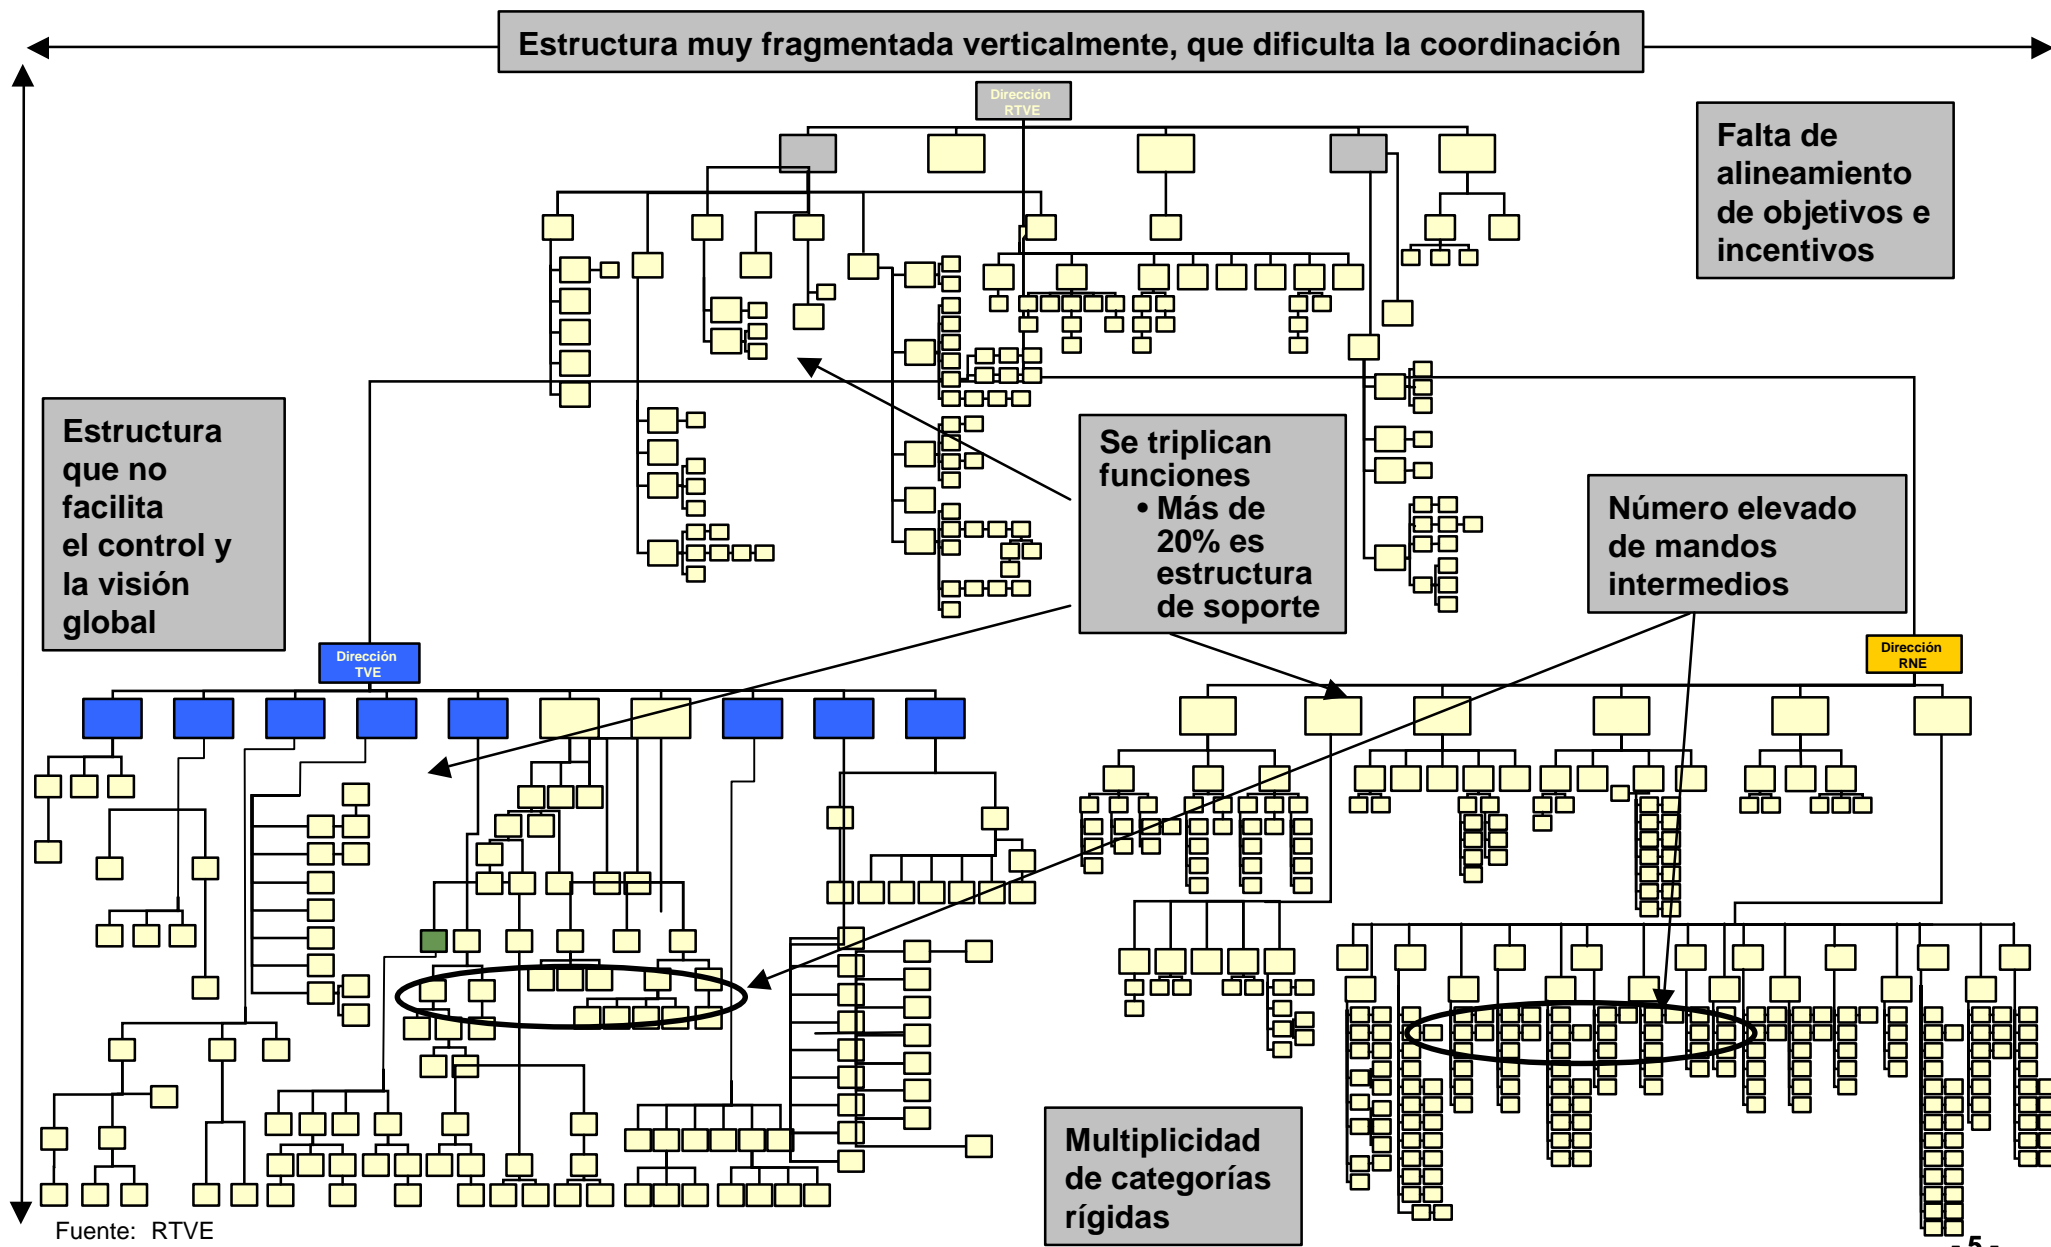 Estructura muy fragmentada verticalmente, que dificulta la coordinación
Dirección
RTVE
Falta de
alineamiento
de objetivos e
incentivos
Estructura
que no
facilita
el control y
la visión
global
Se triplican
funciones
• Más de
20% es
estructura
de soporte
Número elevado
de mandos
intermedios
Dirección
TVE
Dirección
RNE
Multiplicidad
de categorías
rígidas
Fuente: RTVE
- 5 -